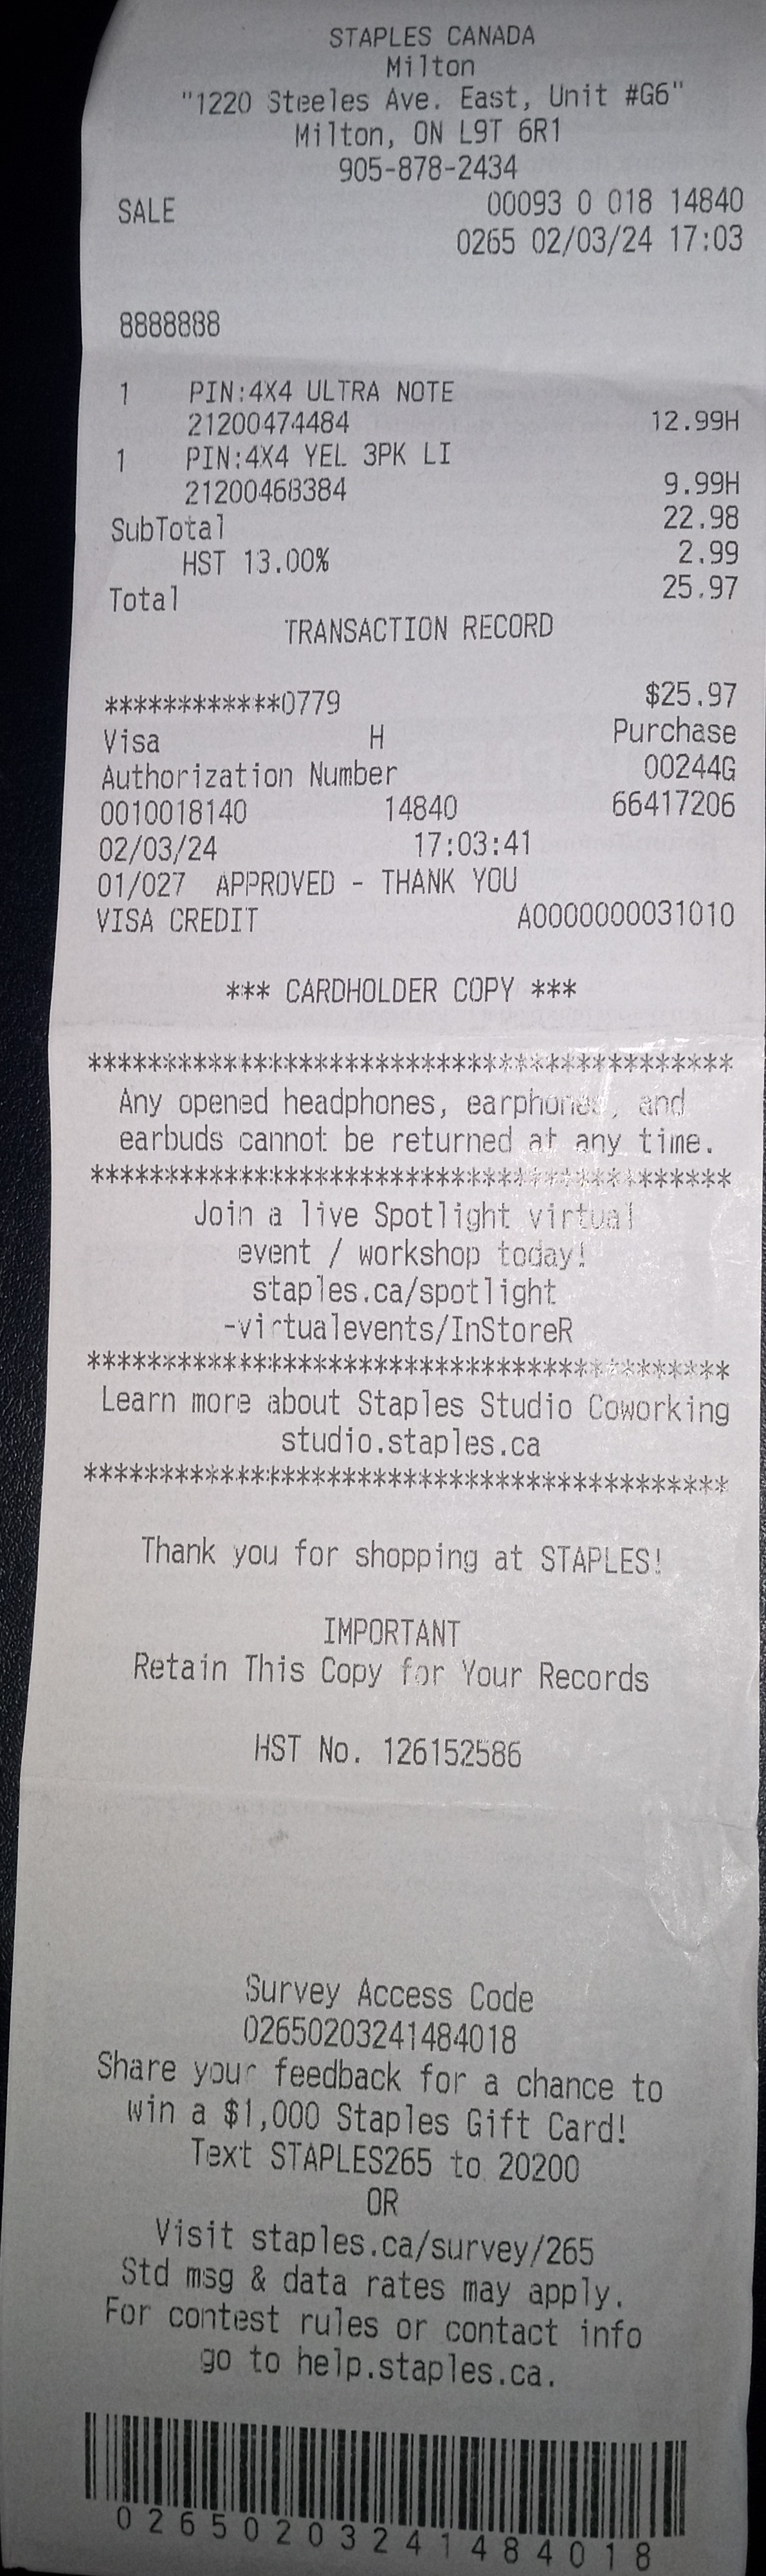 STAPLES CANADA
Milton
"1220 Steeles Ave. East, Unit #G6"
Milton, ON L9T 6R1
905-878-2434
SALE 00093 0 018 14840
0265 02/03/24 17:03
8888888
1 PIN:4X4 ULTRA NOTE
21200474484 12.99H
1 PIN:4X4 YEL 3PK LI
21200468384 9.99H
SubTotal 22.98
HST 13.00% 2.99
Total 25.97
TRANSACTION RECORD
************0779 $25.97
Visa H Purchase
Authorization Number 00244G
0010018140 14840 66417206
02/03/24 17:03:41
01/027 APPROVED - THANK YOU
VISA CREDIT A0000000031010
*** CARDHOLDER COPY ***
******************************************
Any opened headphones, earphones, and
earbuds cannot be returned at any time.
******************************************
Join a live Spotlight virtual
event / workshop today!
staples.ca/spotlight
-virtualevents/InStoreR
******************************************
Learn more about Staples Studio Coworking
studio.staples.ca
******************************************
Thank you for shopping at STAPLES!
IMPORTANT
Retain This Copy for Your Records
HST No. 126152586
Survey Access Code
02650203241484018
Share your feedback for a chance to
win a $1,000 Staples Gift Card!
Text STAPLES265 to 20200
OR
Visit staples.ca/survey/265
Std msg & data rates may apply.
For contest rules or contact info
go to help.staples.ca.
02650203241484018